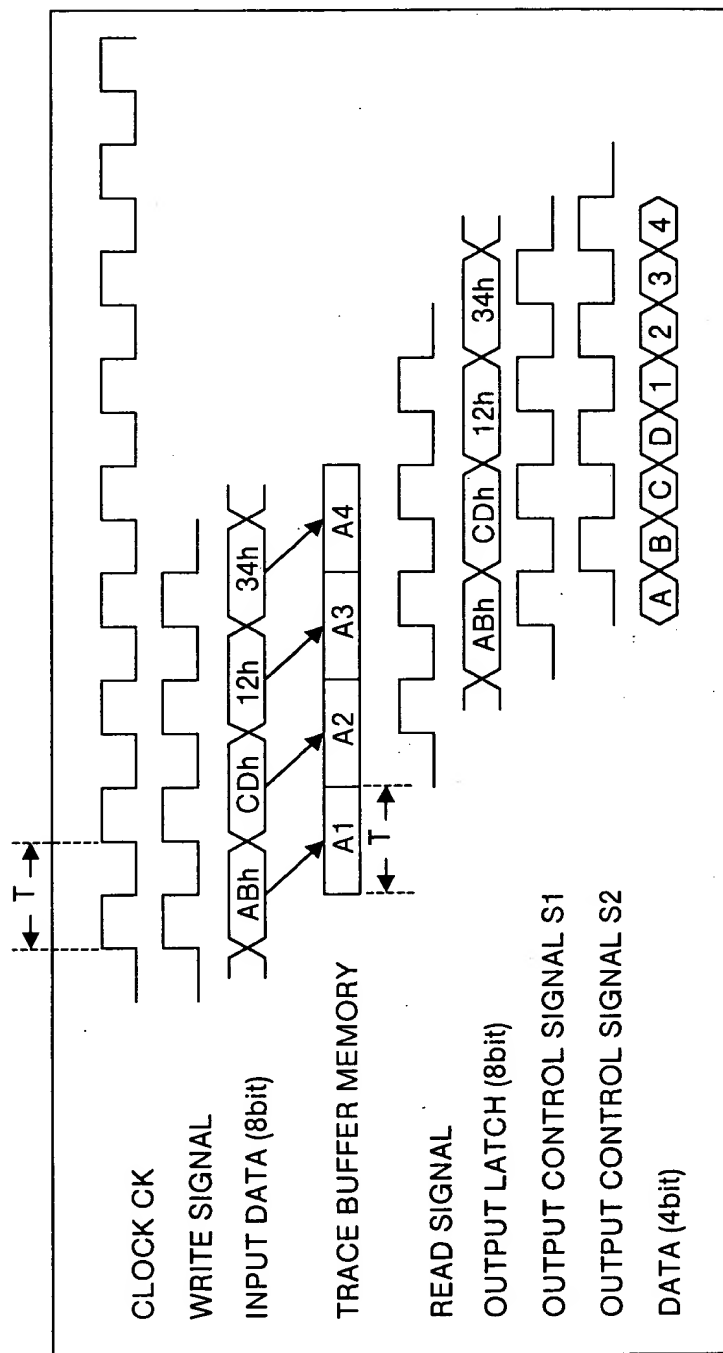 T
CLOCK CK
WRITE SIGNAL
INPUT DATA (8bit) ABh CDh 12h 34h
TRACE BUFFER MEMORY A1 A2 A3 A4
T
READ SIGNAL
OUTPUT LATCH (8bit) ABh CDh 12h 34h
OUTPUT CONTROL SIGNAL S1
OUTPUT CONTROL SIGNAL S2
DATA (4bit) A B C D 1 2 3 4